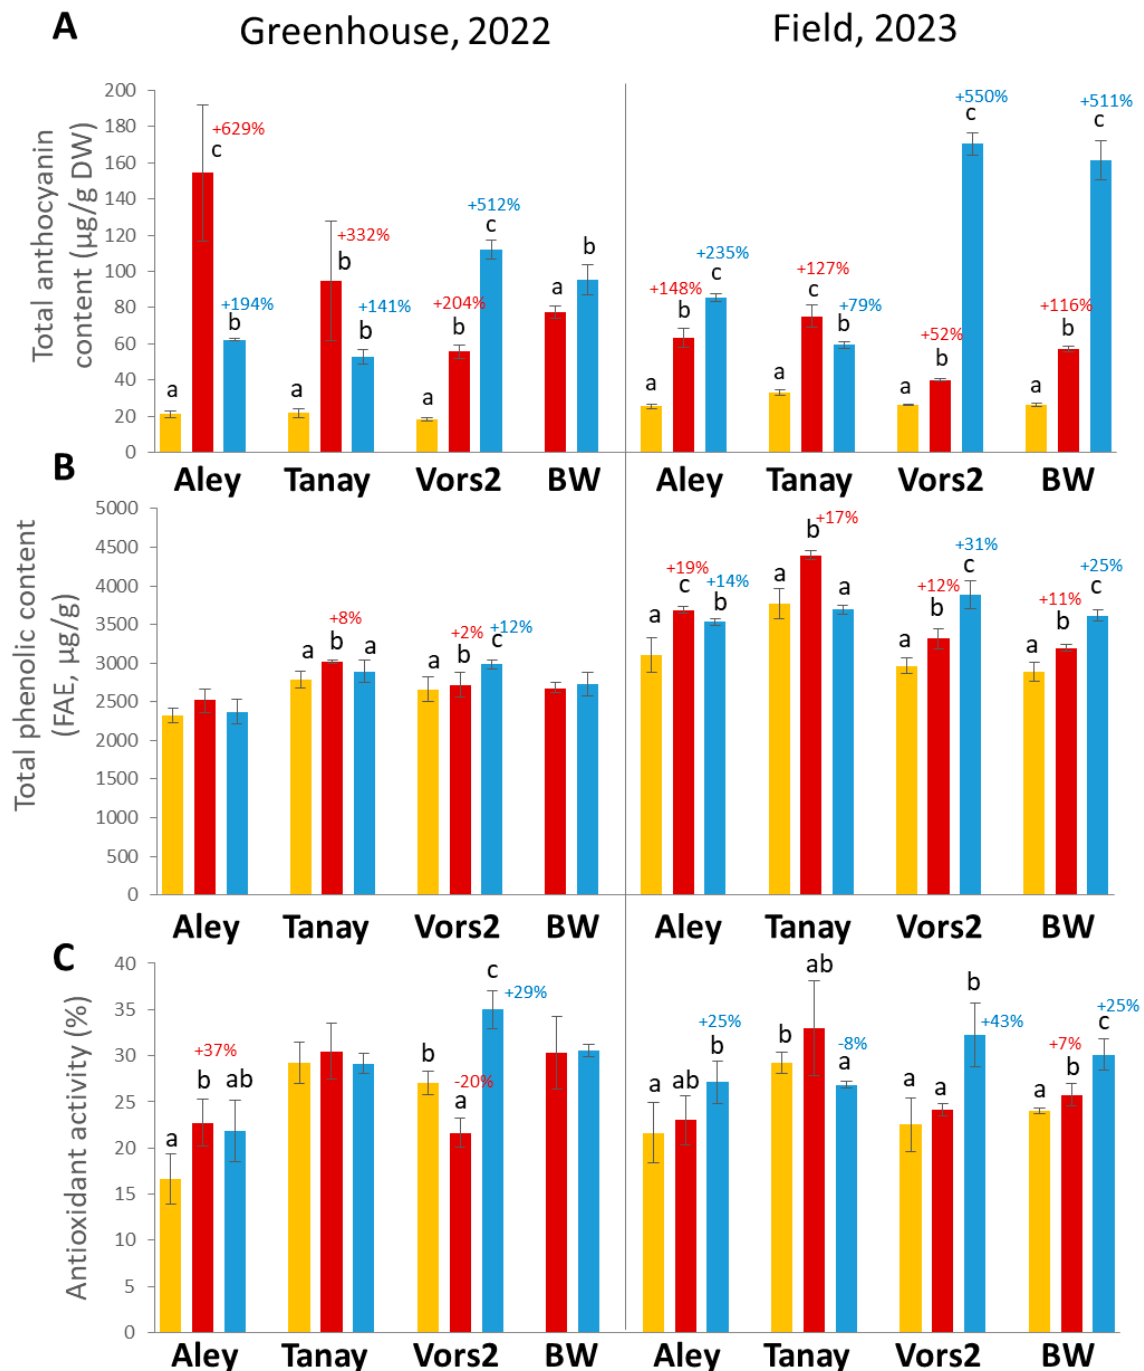 A
Greenhouse, 2022
Field, 2023
Total anthocyanin
content (µg/g DW)
200
180
160
140
120
100
80
60
40
20
0
a
+629%
c
+194%
b
a
+332%
b
+141%
b
a
+204%
b
+512%
c
a
b
a
+148%
b
+235%
c
a
+127%
c
+79%
b
a
+52%
b
+550%
c
a
+116%
b
+511%
c
Aley
Tanay
Vors2
BW
Aley
Tanay
Vors2
BW
B
Total phenolic content
(FAE, µg/g)
5000
4500
4000
3500
3000
2500
2000
1500
1000
500
0
a
+8%
b
a
a
+2%
b
+12%
c
a
+19%
c
+14%
b
a
+17%
b
a
a
+12%
b
+31%
c
a
+11%
b
+25%
c
Aley
Tanay
Vors2
BW
Aley
Tanay
Vors2
BW
C
Antioxidant activity (%)
40
35
30
25
20
15
10
5
0
a
+37%
b
ab
b
-20%
a
c
+29%
a
ab
+25%
b
b
ab
-8%
a
a
b
+43%
a
+7%
b
+25%
c
Aley
Tanay
Vors2
BW
Aley
Tanay
Vors2
BW